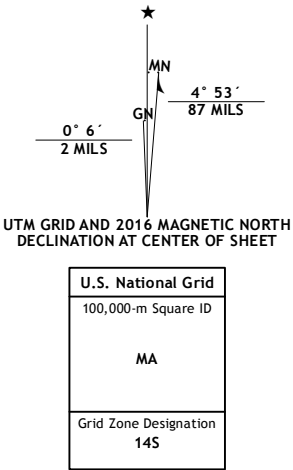 ★
MN
4° 53´
87 MILS
GN
0° 6´
2 MILS
UTM GRID AND 2016 MAGNETIC NORTH
DECLINATION AT CENTER OF SHEET
U.S. National Grid
100,000-m Square ID
MA
Grid Zone Designation
14S